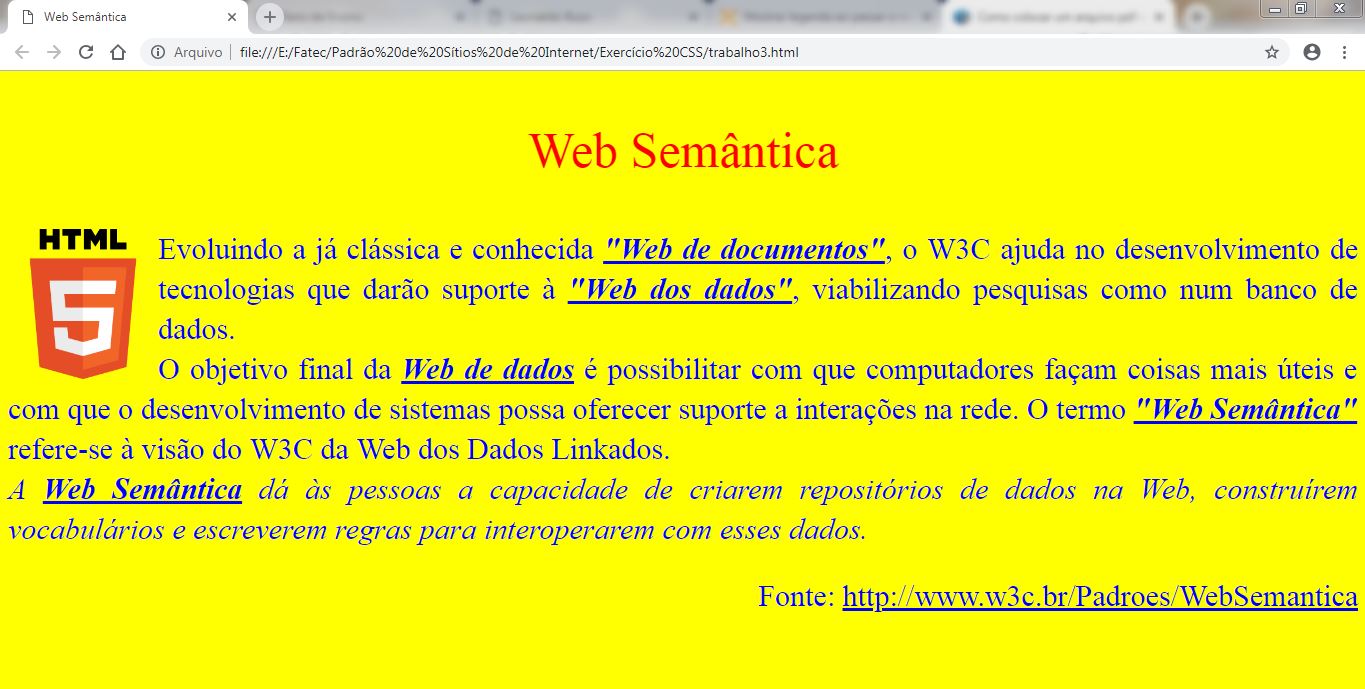 Web Semântica
Arquivo | file:///E:/Fatec/Padrão%20de%20Sítios%20de%20Internet/Exercício%20CSS/trabalho3.html
Web Semântica
HTML
5
Evoluindo a já clássica e conhecida "Web de documentos", o W3C ajuda no desenvolvimento de
tecnologias que darão suporte à "Web dos dados", viabilizando pesquisas como num banco de
dados.
O objetivo final da Web de dados é possibilitar com que computadores façam coisas mais úteis e
com que o desenvolvimento de sistemas possa oferecer suporte a interações na rede. O termo "Web Semântica"
refere-se à visão do W3C da Web dos Dados Linkados.
A Web Semântica dá às pessoas a capacidade de criarem repositórios de dados na Web, construírem
vocabulários e escreverem regras para interoperarem com esses dados.
Fonte: http://www.w3c.br/Padroes/WebSemantica